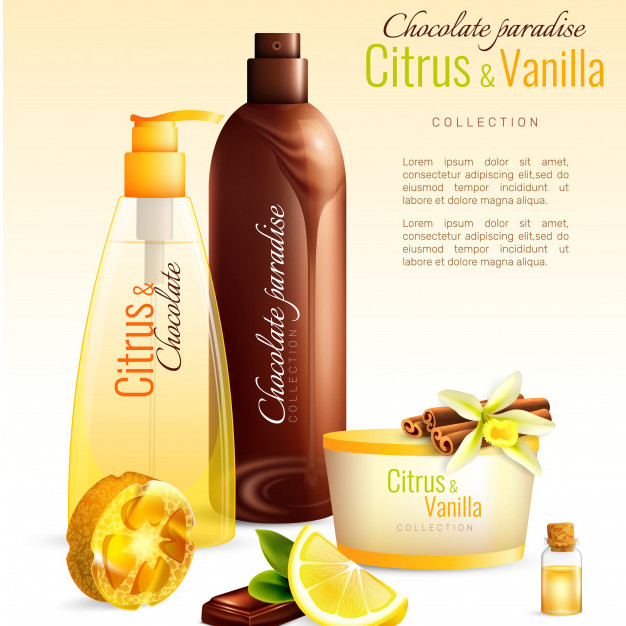 Chocolate paradise
Citrus & Vanilla
COLLECTION
Lorem ipsum dolor sit amet,
consectetur adipiscing elit,sed do
eiusmod tempor incididunt ut
labore et dolore magna aliqua.
Lorem ipsum dolor sit amet,
consectetur adipiscing elit,sed do
eiusmod tempor incididunt ut
labore et dolore magna aliqua.
Citrus &
Chocolate
Chocolate paradise
COLLECTION
Citrus &
Vanilla
COLLECTION